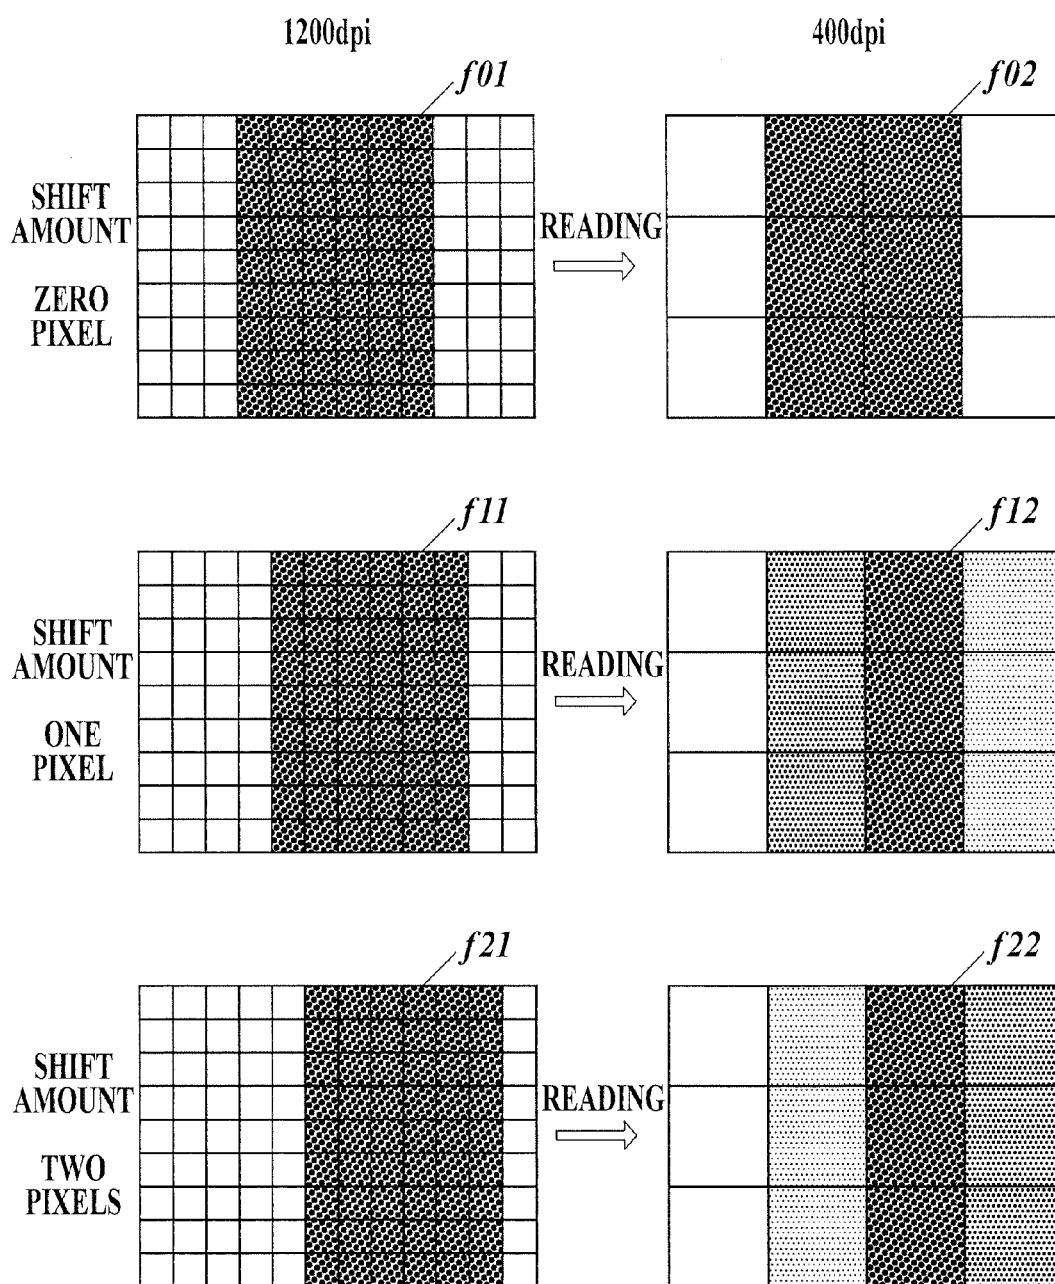 1200dpi
400dpi
f01
f02
SHIFT
AMOUNT
ZERO
PIXEL
READING
f11
f12
SHIFT
AMOUNT
ONE
PIXEL
READING
f21
f22
SHIFT
AMOUNT
TWO
PIXELS
READING